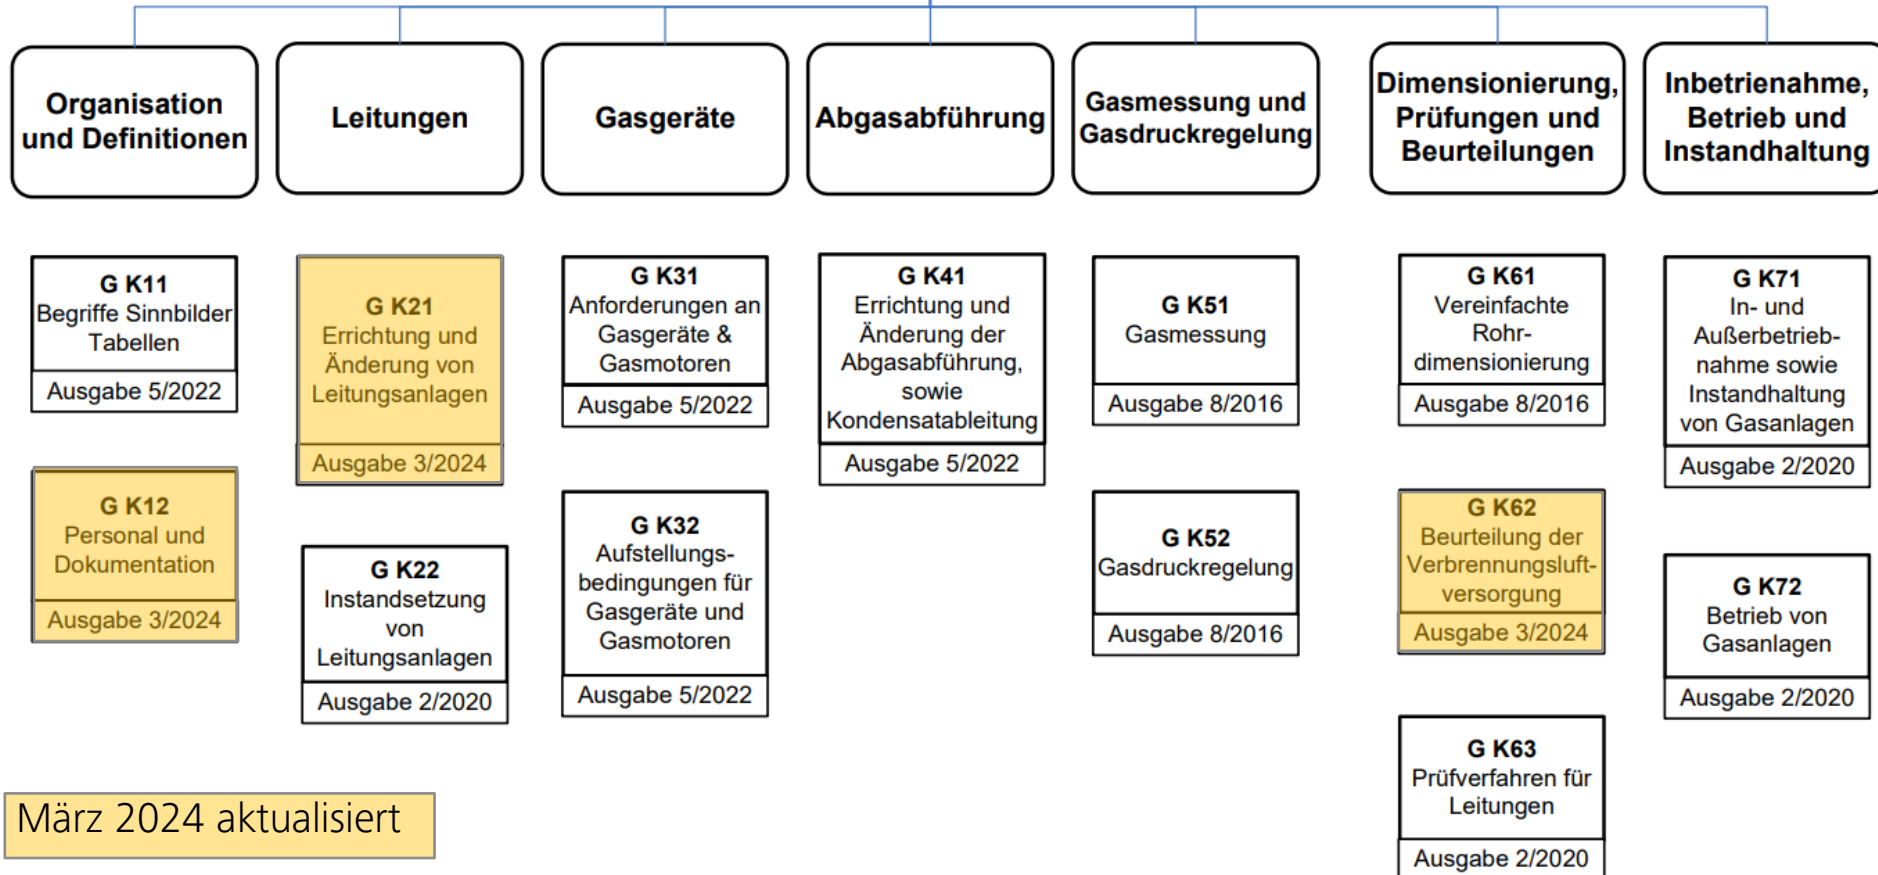 Organisation
und Definitionen
Leitungen
Gasgeräte
Abgasabführung
Gasmessung und
Gasdruckregelung
Dimensionierung,
Prüfungen und
Beurteilungen
Inbetrienahme,
Betrieb und
Instandhaltung
G K11
Begriffe Sinnbilder
Tabellen
Ausgabe 5/2022
G K12
Personal und
Dokumentation
Ausgabe 3/2024
G K21
Errichtung und
Änderung von
Leitungsanlagen
Ausgabe 3/2024
G K22
Instandsetzung
von
Leitungsanlagen
Ausgabe 2/2020
G K31
Anforderungen an
Gasgeräte &
Gasmotoren
Ausgabe 5/2022
G K32
Aufstellungs-
bedingungen für
Gasgeräte und
Gasmotoren
Ausgabe 5/2022
G K41
Errichtung und
Änderung der
Abgasabführung,
sowie
Kondensatableitung
Ausgabe 5/2022
G K51
Gasmessung
Ausgabe 8/2016
G K52
Gasdruckregelung
Ausgabe 8/2016
G K61
Vereinfachte
Rohr-
dimensionierung
Ausgabe 8/2016
G K62
Beurteilung der
Verbrennungsluft-
versorgung
Ausgabe 3/2024
G K63
Prüfverfahren für
Leitungen
Ausgabe 2/2020
G K71
In- und
Außerbetrieb-
nahme sowie
Instandhaltung
von Gasanlagen
Ausgabe 2/2020
G K72
Betrieb von
Gasanlagen
Ausgabe 2/2020
März 2024 aktualisiert